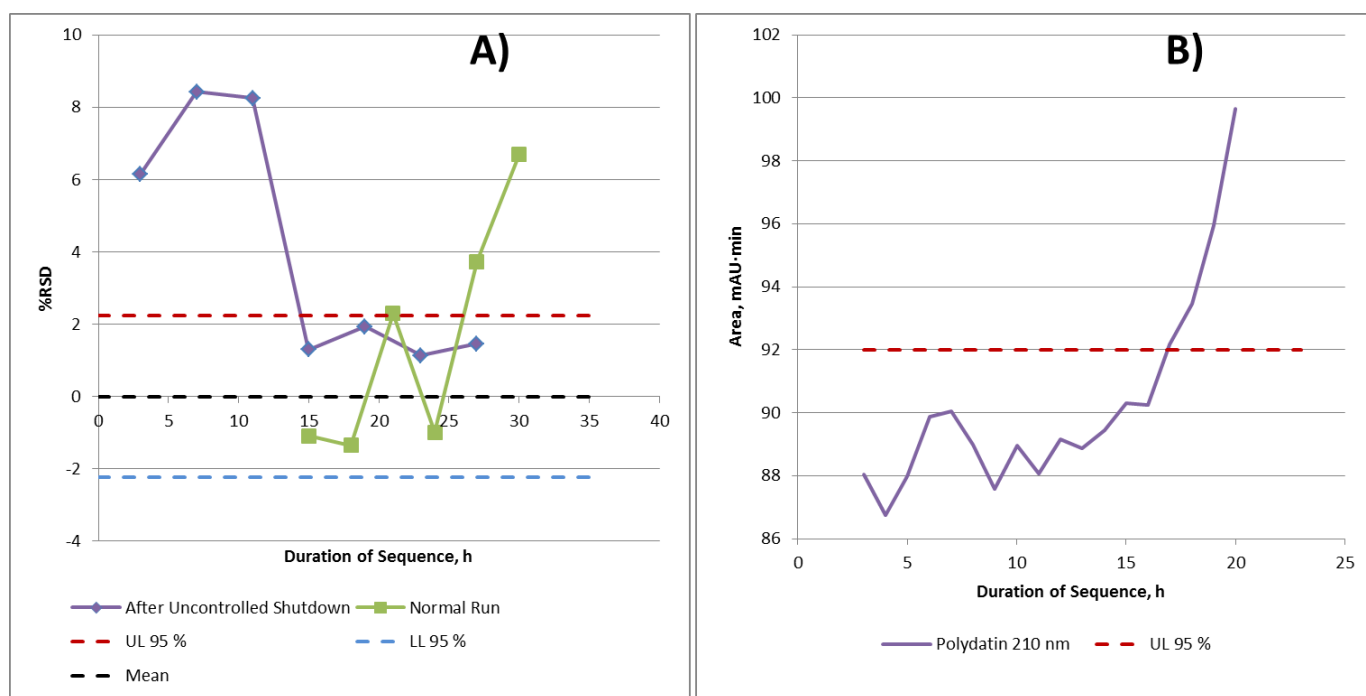 A)
10
8
6
4
2
0
-2
-4
%RSD
0 5 10 15 20 25 30 35 40
Duration of Sequence, h
After Uncontrolled Shutdown Normal Run
UL 95 % LL 95 %
Mean
B)
102
100
98
96
94
92
90
88
86
Area, mAU·min
0 5 10 15 20 25
Duration of Sequence, h
Polydatin 210 nm UL 95 %